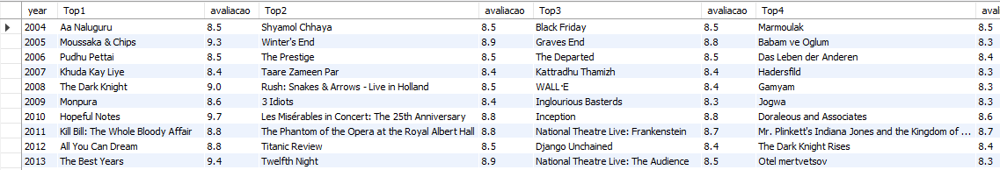 year Top1 avaliacao Top2 avaliacao Top3 avaliacao Top4 aval
2004 Aa Naluguru 8.5 Shyamol Chhaya 8.5 Black Friday 8.5 Marmoulak 8.5
2005 Moussaka & Chips 9.3 Winter's End 8.9 Graves End 8.8 Babam ve Oglum 8.3
2006 Pudhu Pettai 8.5 The Prestige 8.5 The Departed 8.5 Das Leben der Anderen 8.4
2007 Khuda Kay Liye 8.4 Taare Zameen Par 8.4 Kattradhu Thamizh 8.4 Hadersfild 8.3
2008 The Dark Knight 9.0 Rush: Snakes & Arrows - Live in Holland 8.5 WALL·E 8.4 Gamyam 8.3
2009 Monpura 8.6 3 Idiots 8.4 Inglourious Basterds 8.3 Jogwa 8.3
2010 Hopeful Notes 9.7 Les Misérables in Concert: The 25th Anniversary 8.8 Inception 8.8 Doraleous and Associates 8.6
2011 Kill Bill: The Whole Bloody Affair 8.8 The Phantom of the Opera at the Royal Albert Hall 8.8 National Theatre Live: Frankenstein 8.7 Mr. Plinkett's Indiana Jones and the Kingdom of ... 8.7
2012 All You Can Dream 8.8 Titanic Review 8.5 Django Unchained 8.4 The Dark Knight Rises 8.4
2013 The Best Years 9.4 Twelfth Night 8.9 National Theatre Live: The Audience 8.5 Otel mertvetsov 8.3